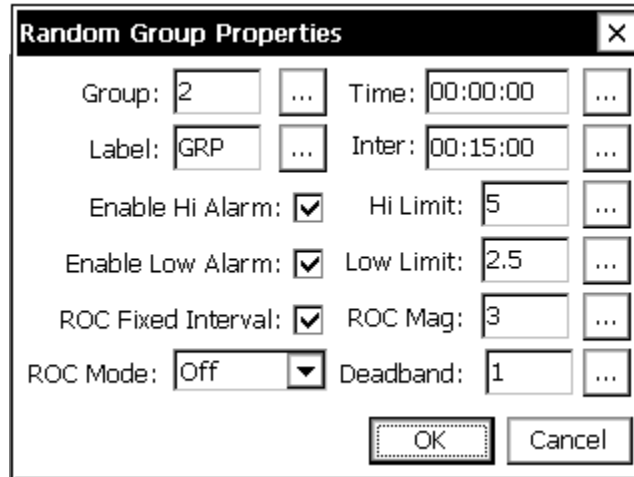 Random Group Properties
Group: 2 ... Time: 00:00:00 ...
Label: GRP ... Inter: 00:15:00 ...
Enable Hi Alarm: Hi Limit: 5 ...
Enable Low Alarm: Low Limit: 2.5 ...
ROC Fixed Interval: ROC Mag: 3 ...
ROC Mode: Off Deadband: 1 ...
OK Cancel